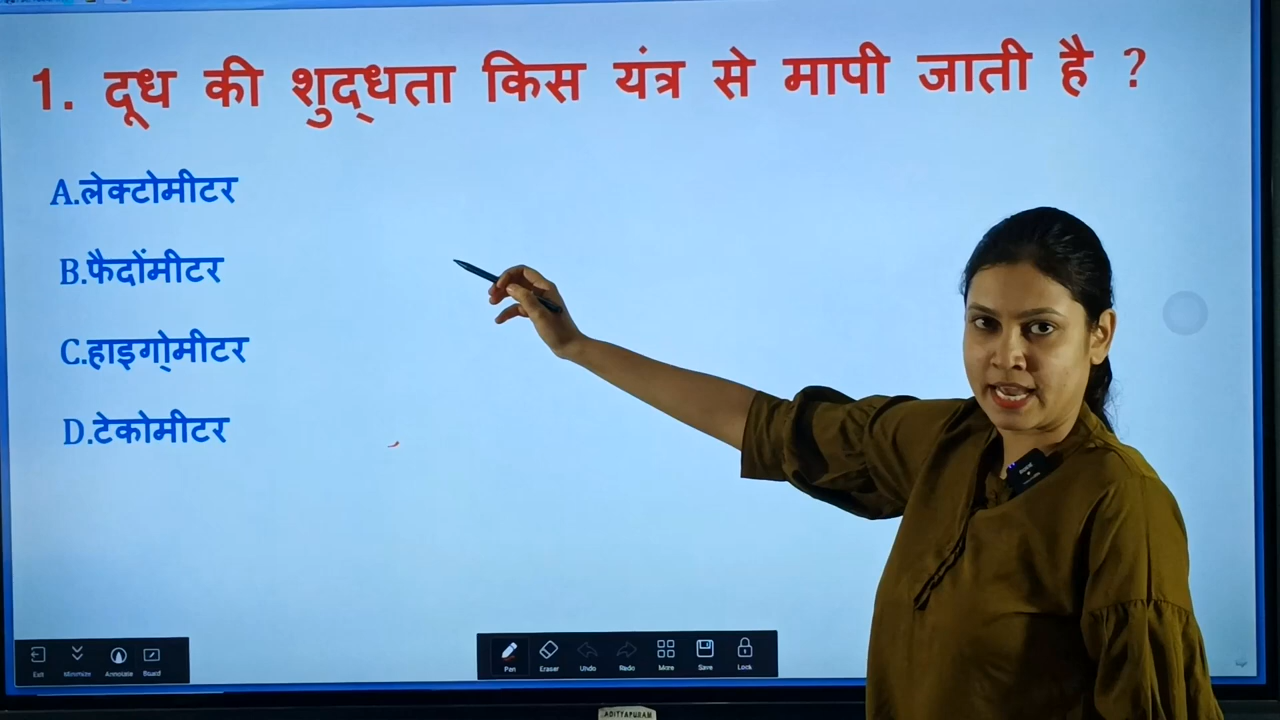 1. दूध की शुद्धता किस यंत्र से मापी जाती है ?
A.लेक्टोमीटर
B.फैदोंमीटर
C.हाइगो्मीटर
D.टेकोमीटर
Exit Minimize Annotate Board
Pen Eraser Undo Redo More Save Lock
ADITYAPURAM